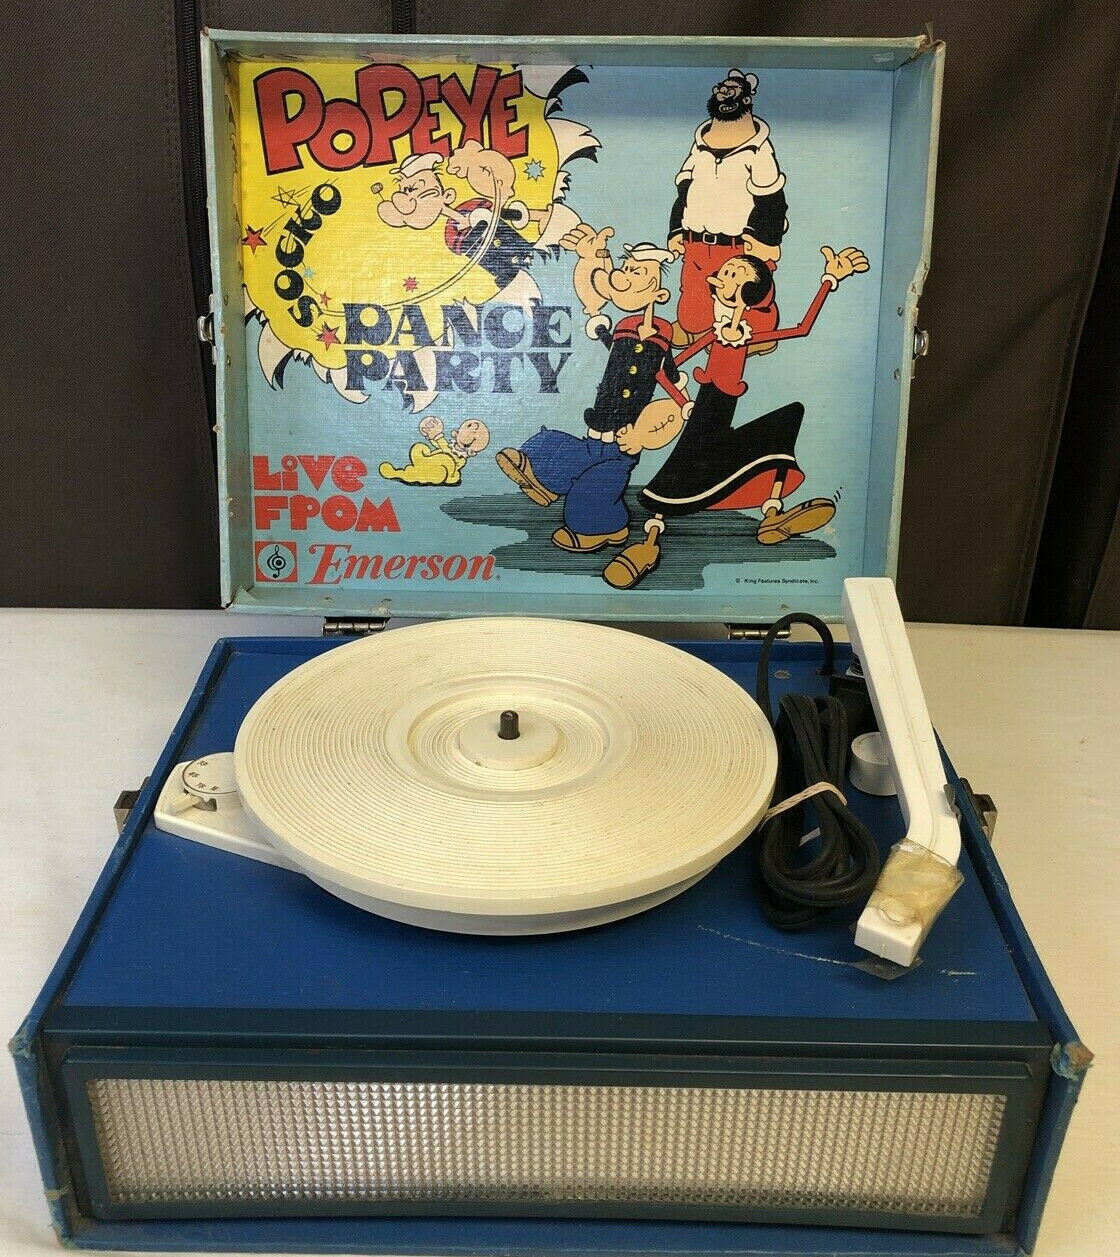 POPEYE
SOCKO
DANCE
PARTY
LIVE
FROM
Emerson
© King Features Syndicate, Inc.